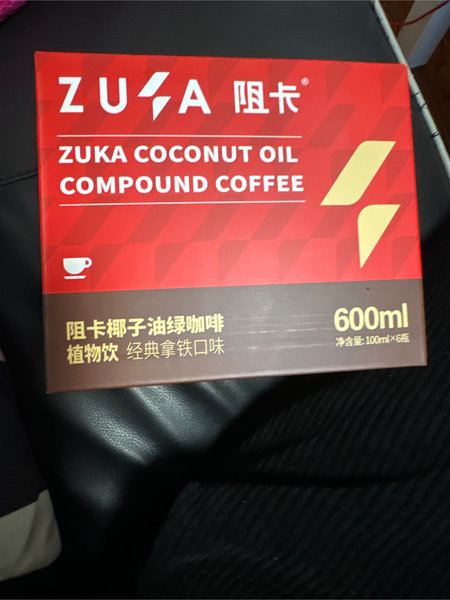 ZUKA 阻卡®
ZUKA COCONUT OIL
COMPOUND COFFEE
阻卡椰子油绿咖啡
植物饮 经典拿铁口味
600ml
净含量: 100ml×6瓶